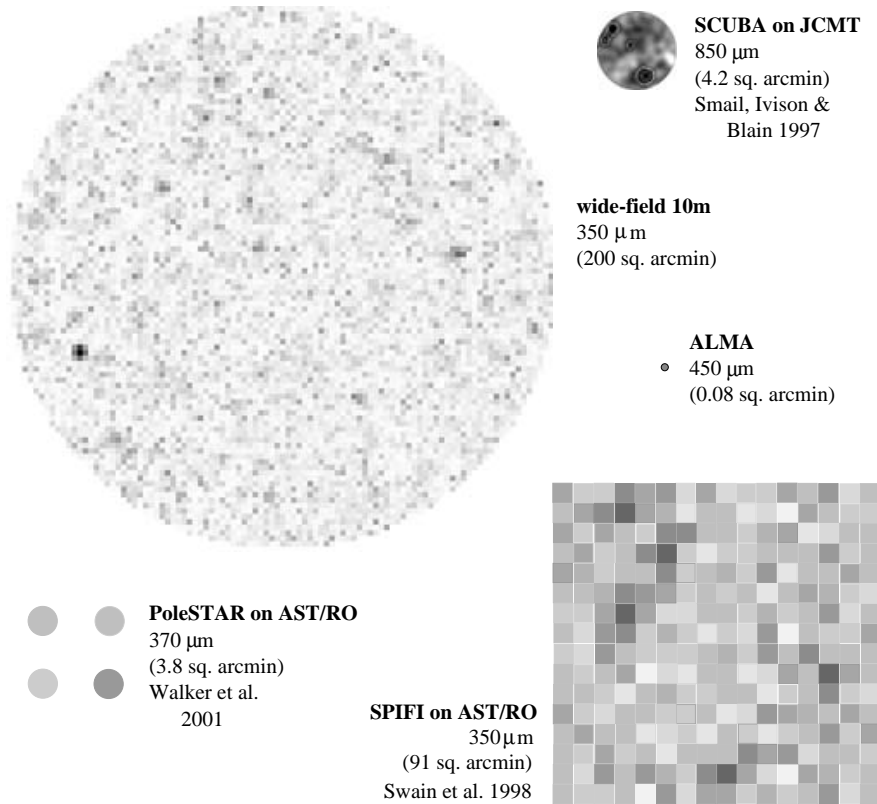 SCUBA on JCMT
850 μm
(4.2 sq. arcmin)
Smail, Ivison &
Blain 1997
wide-field 10m
350 μm
(200 sq. arcmin)
ALMA
450 μm
(0.08 sq. arcmin)
PoleSTAR on AST/RO
370 μm
(3.8 sq. arcmin)
Walker et al.
2001
SPIFI on AST/RO
350μm
(91 sq. arcmin)
Swain et al. 1998